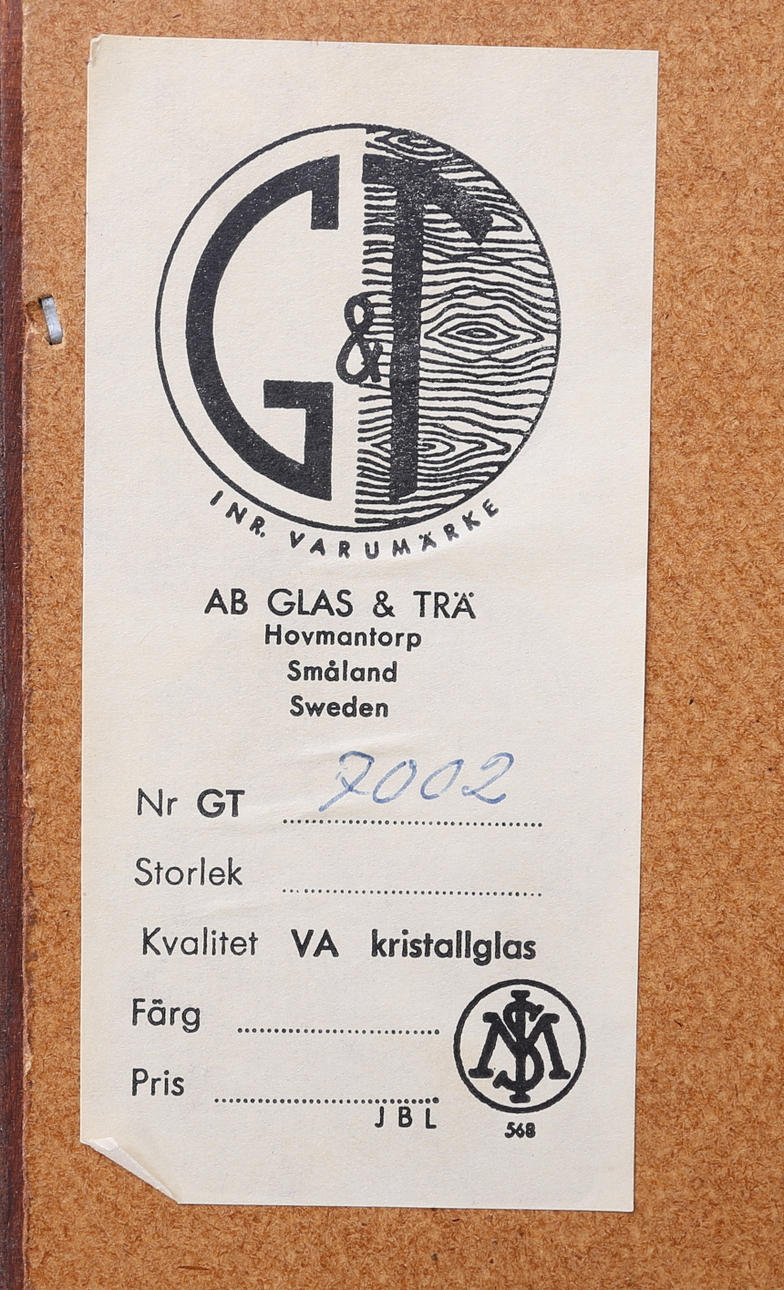 G&T
INR. VARUMÄRKE
AB GLAS & TRÄ
Hovmantorp
Småland
Sweden
Nr GT 7002
Storlek
Kvalitet VA kristallglas
Färg
Pris
JBL
568